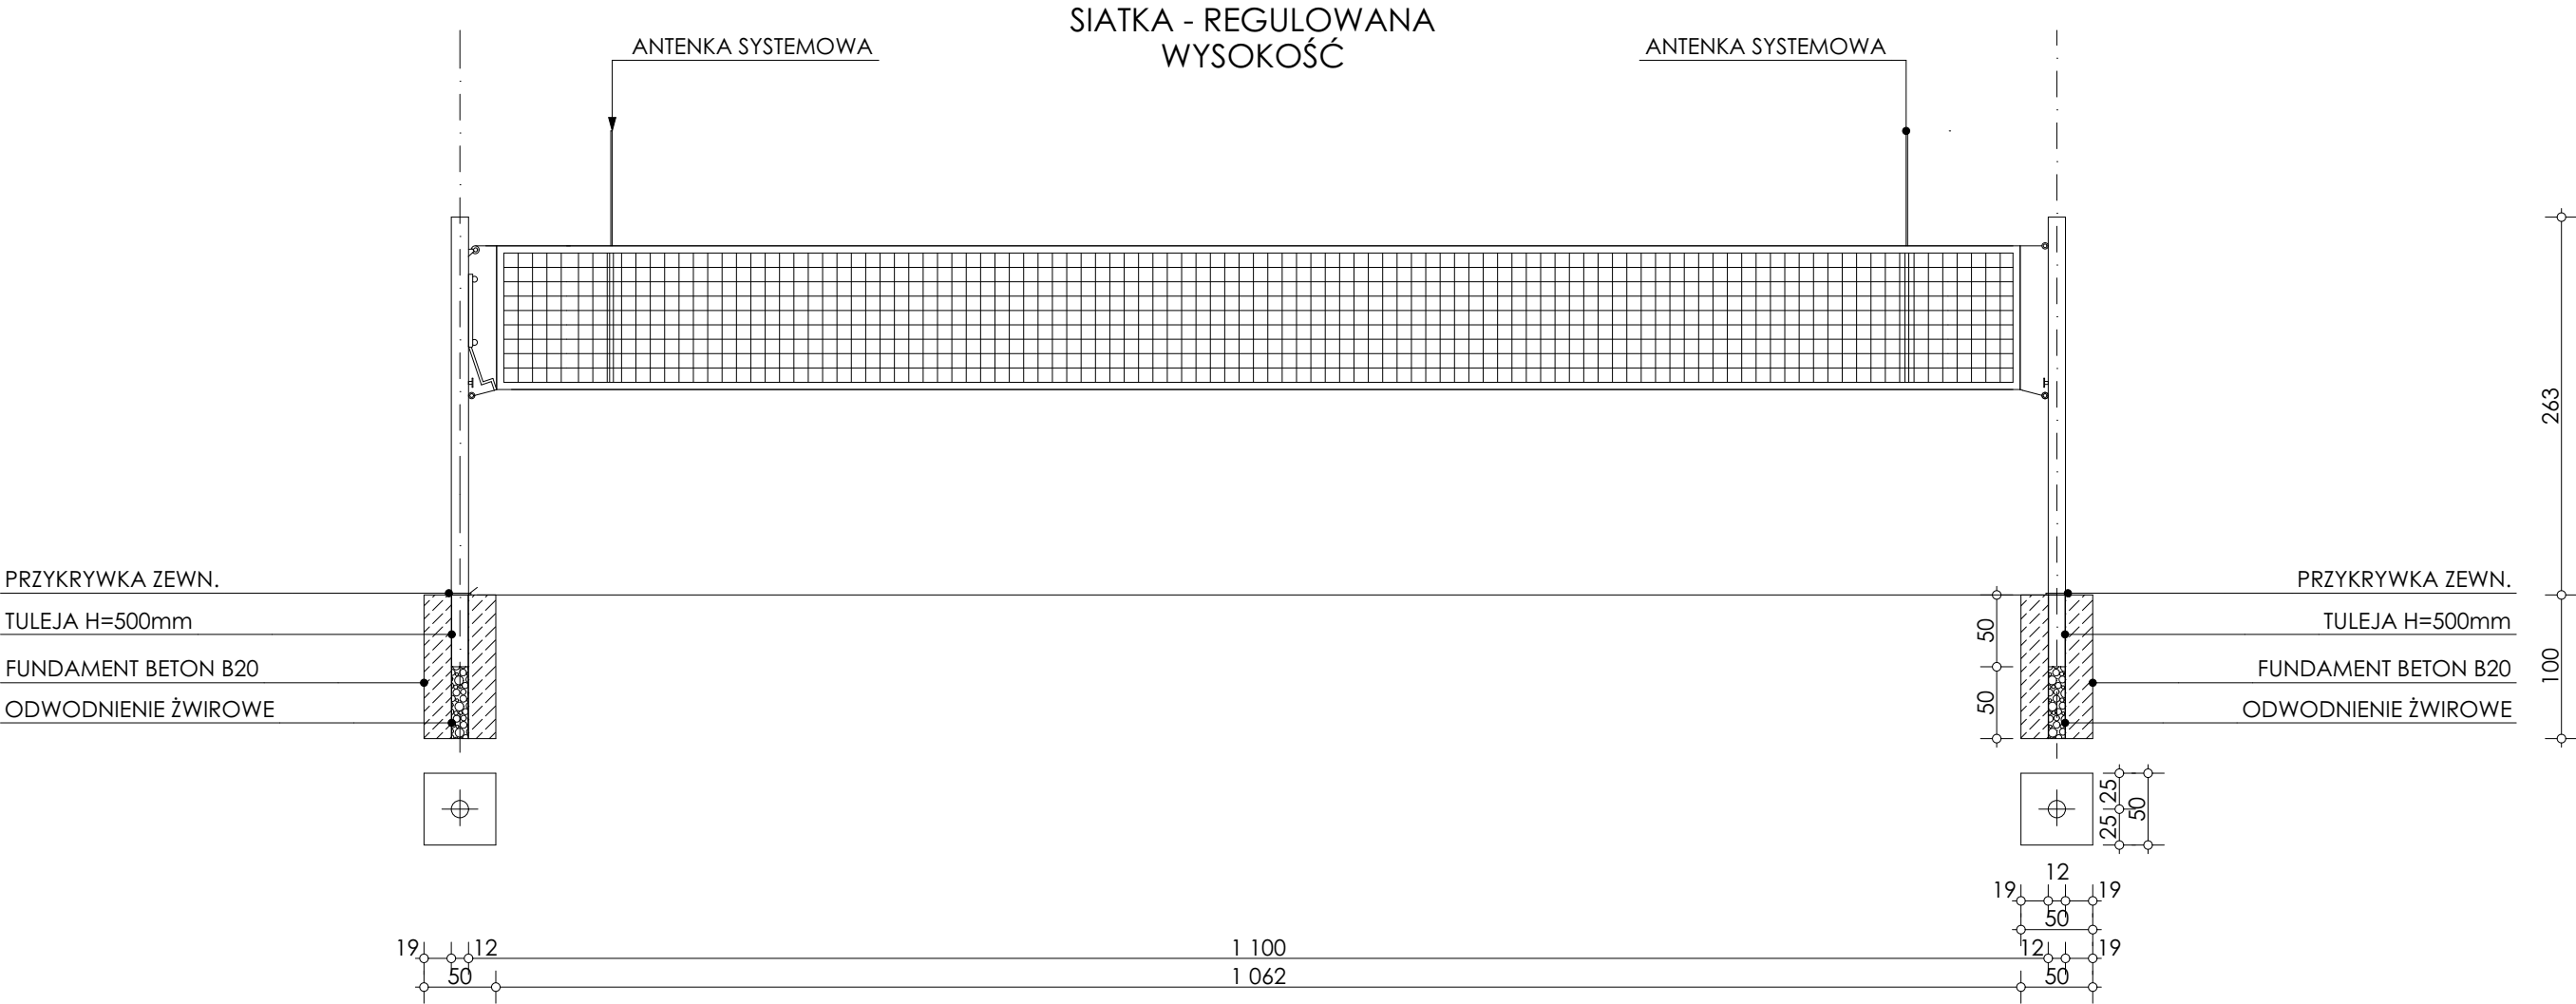 SIATKA - REGULOWANA
WYSOKOŚĆ
ANTENKA SYSTEMOWA
ANTENKA SYSTEMOWA
263
PRZYKRYWKA ZEWN.
PRZYKRYWKA ZEWN.
TULEJA H=500mm
50
TULEJA H=500mm
FUNDAMENT BETON B20
FUNDAMENT BETON B20
100
ODWODNIENIE ŻWIROWE
50
ODWODNIENIE ŻWIROWE
25
50
25
12
19
19
50
19
12
1 100
12
19
50
1 062
50